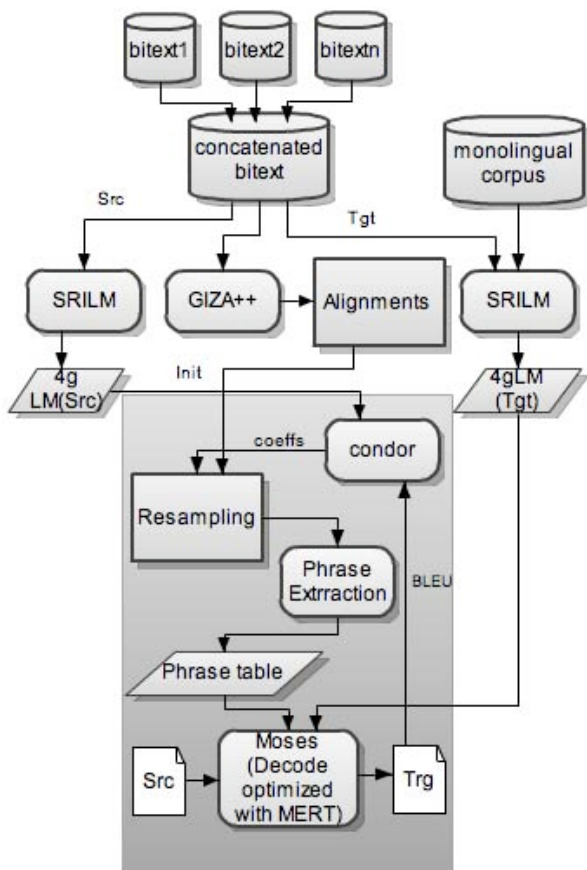 bitext1
bitext2
bitextn
concatenated
bitext
monolingual
corpus
Src
Tgt
SRILM
GIZA++
Alignments
SRILM
4g
LM(Src)
Init
4gLM
(Tgt)
coeffs
condor
Resampling
Phrase
Extrraction
BLEU
Phrase table
Src
Moses
(Decode
optimized
with MERT)
Trg